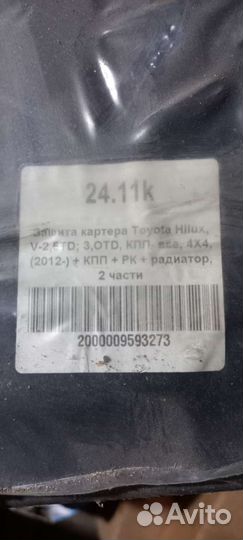 24.11k
Защита картера Toyota Hilux,
V-2,5TD; 3,OTD, КПП все, 4X4,
(2012-) + КПП + РК + радиатор,
2 части
2000009593273
Avito